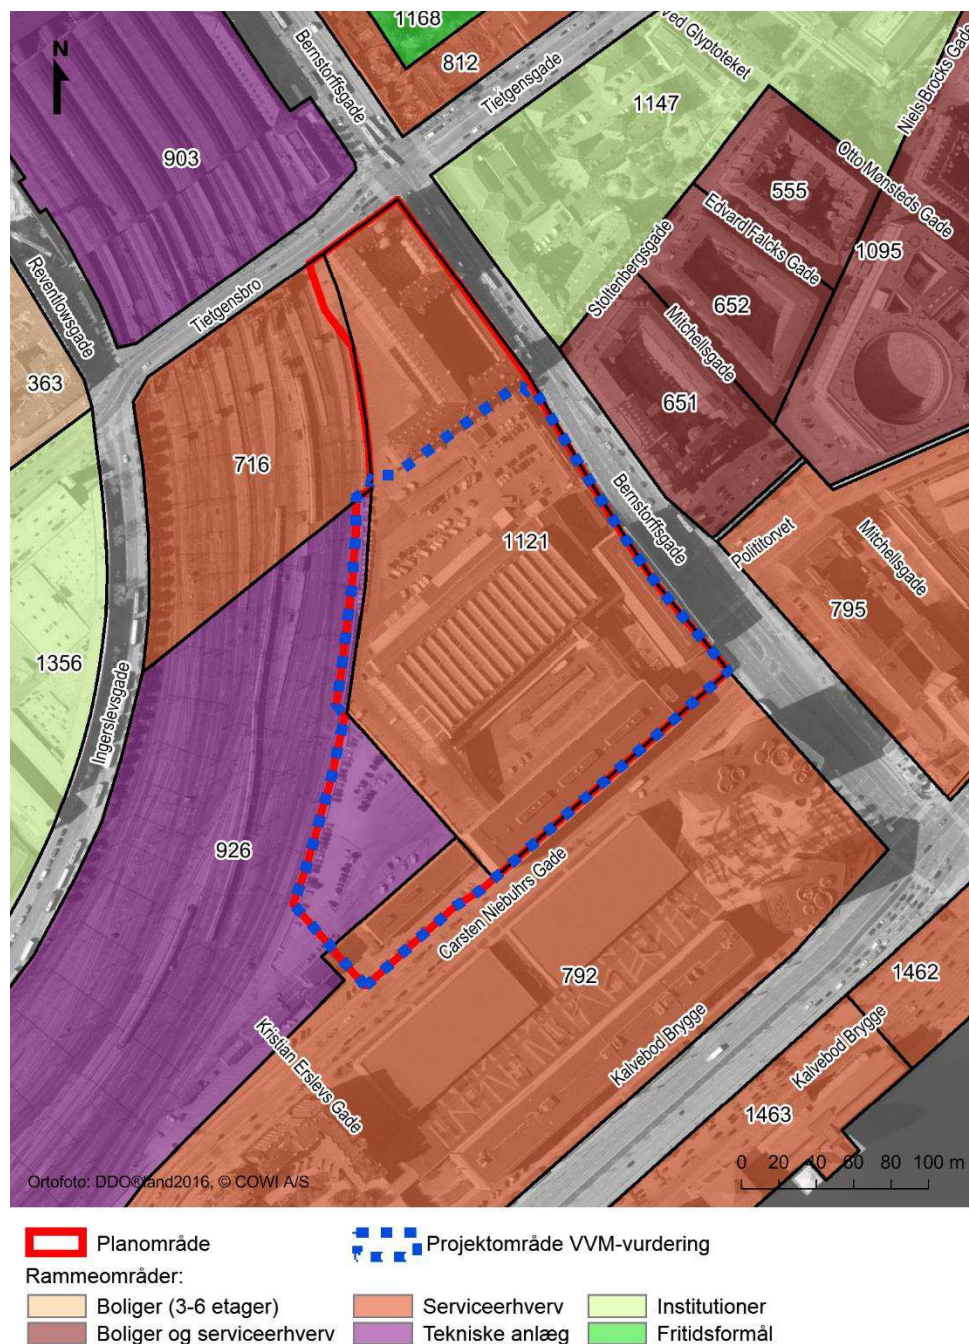 1168
812
N
Bernstorffsgade
Tietgensgade
Ved Glyptoteket
Niels Brocks Gade
1147
903
555
Otto Mønsteds Gade
Edvard Falcks Gade
1095
Stoltenbergsgade
Reventlowsgade
Tietgensbro
652
Mitchellsgade
363
651
716
Bernstorffsgade
1121
Politittorvet
Mitchellsgade
795
1356
Ingerslevsgade
926
Carsten Niebuhrs Gade
792
1462
Kalvebod Brygge
Kalvebod Brygge
Kristian Erslevs Gade
1463
0 20 40 60 80 100 m
Ortofoto: DDO®land2016, © COWI A/S
Planområde
Projektområde VVM-vurdering
Rammeområder:
Boliger (3-6 etager)
Serviceerhverv
Institutioner
Boliger og serviceerhverv
Tekniske anlæg
Fritidsformål